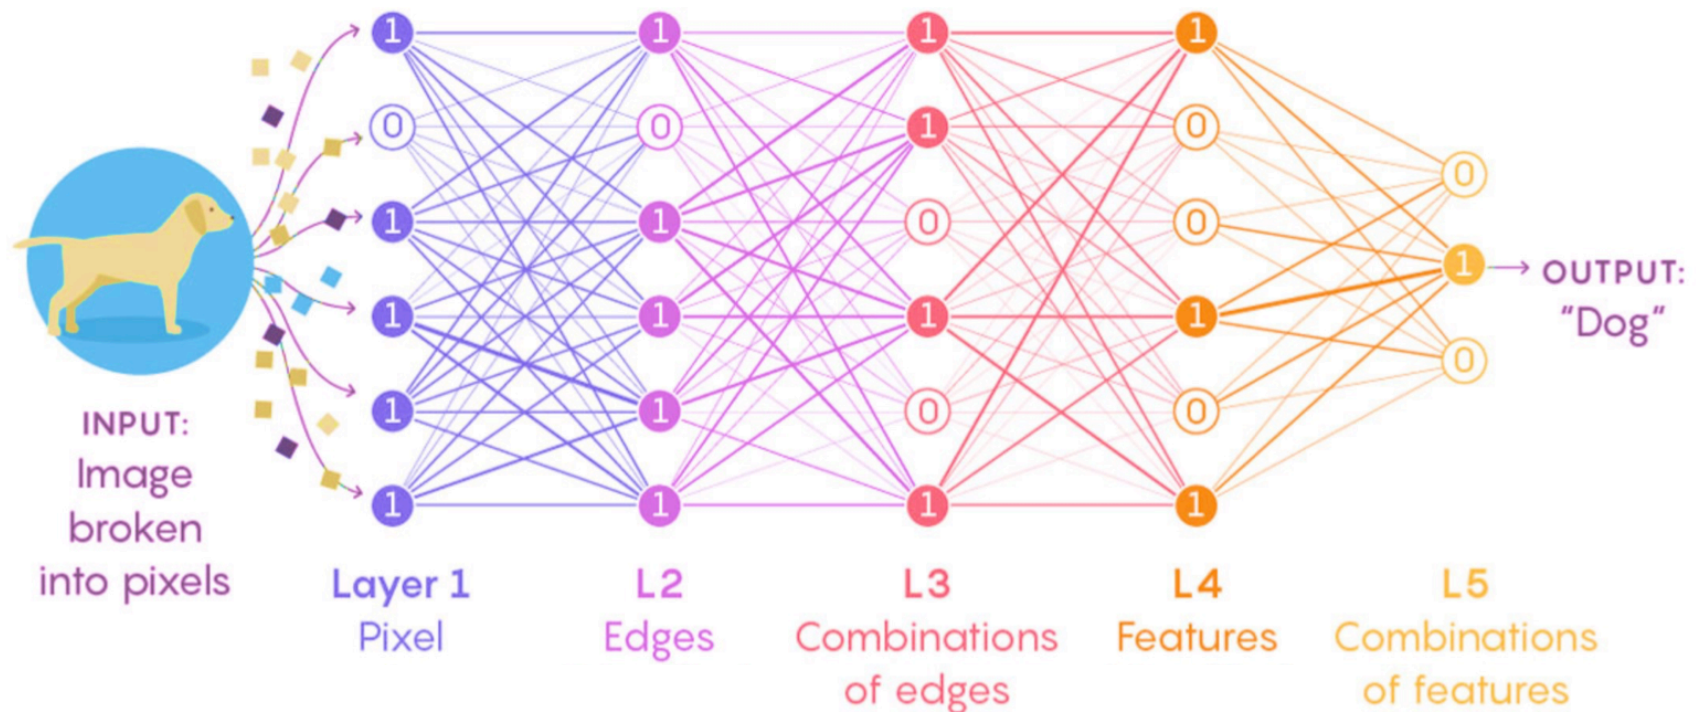 1 1 1 1
0 0 1 0
0
1 1 0 0
1
OUTPUT:
"Dog"
1 1 1 1
0
1 1 0 0
1 1 1 1
INPUT:
Image
broken
into pixels
Layer 1
Pixel
L2
Edges
L3
Combinations
of edges
L4
Features
L5
Combinations
of features